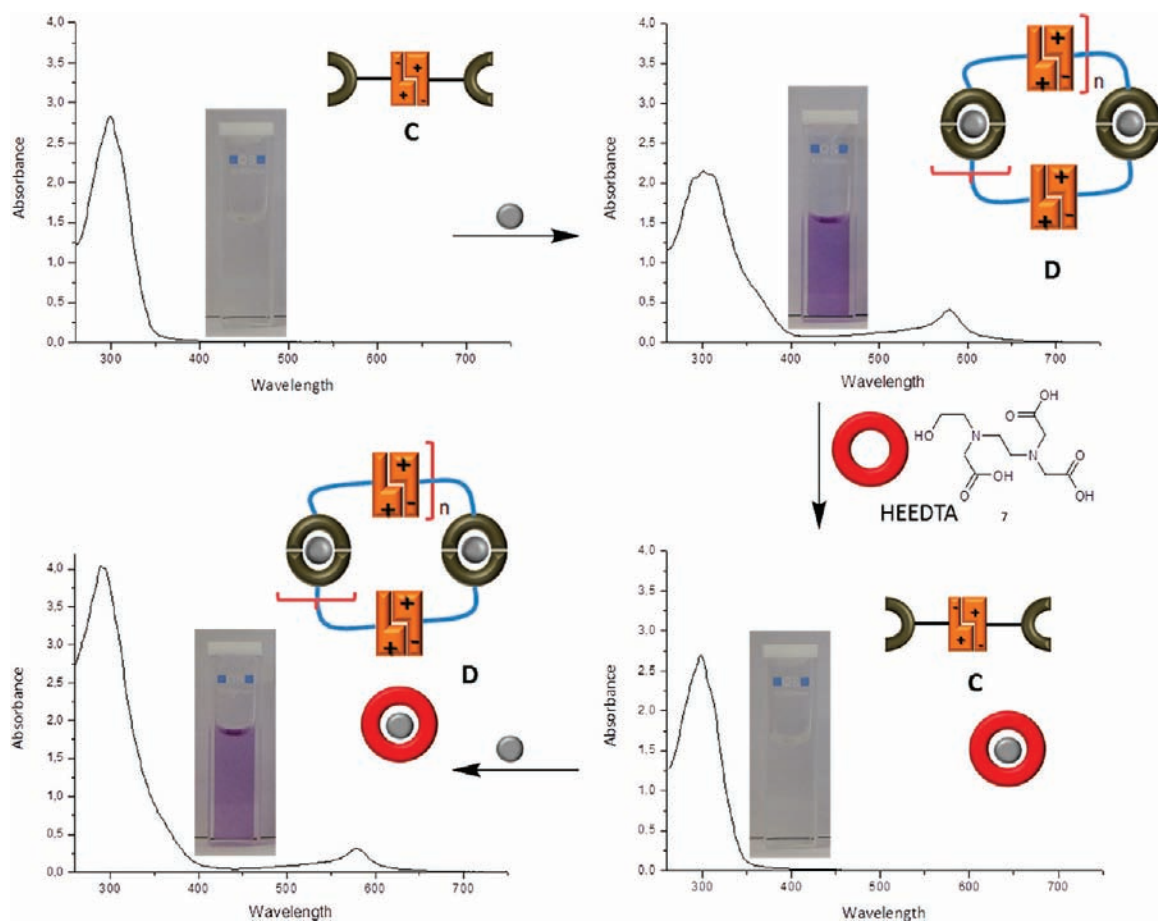 4,0
3,5
3,0
2,5
2,0
1,5
1,0
0,5
0,0
Absorbance
300 400 500 600 700
Wavelength
- +
+ -
C
4,0
3,5
3,0
2,5
2,0
1,5
1,0
0,5
0,0
Absorbance
300 400 500 600 700
Wavelength
+
+ -
n
+
+ -
D
HO
N
O
OH
O
OH
N
O
OH
HEEDTA 7
4,0
3,5
3,0
2,5
2,0
1,5
1,0
0,5
0,0
Absorbance
300 400 500 600 700
Wavelength
+
+ -
n
+
+ -
D
4,0
3,5
3,0
2,5
2,0
1,5
1,0
0,5
0,0
Absorbance
300 400 500 600 700
Wavelength
- +
+ -
C